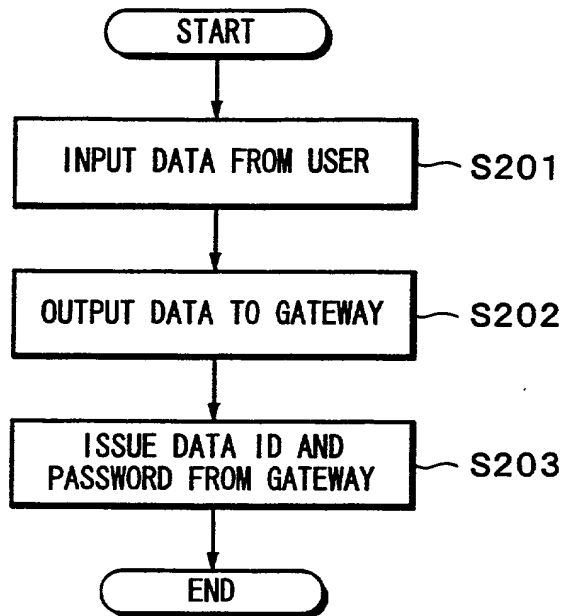 START
INPUT DATA FROM USER
S201
OUTPUT DATA TO GATEWAY
S202
ISSUE DATA ID AND
PASSWORD FROM GATEWAY
S203
END